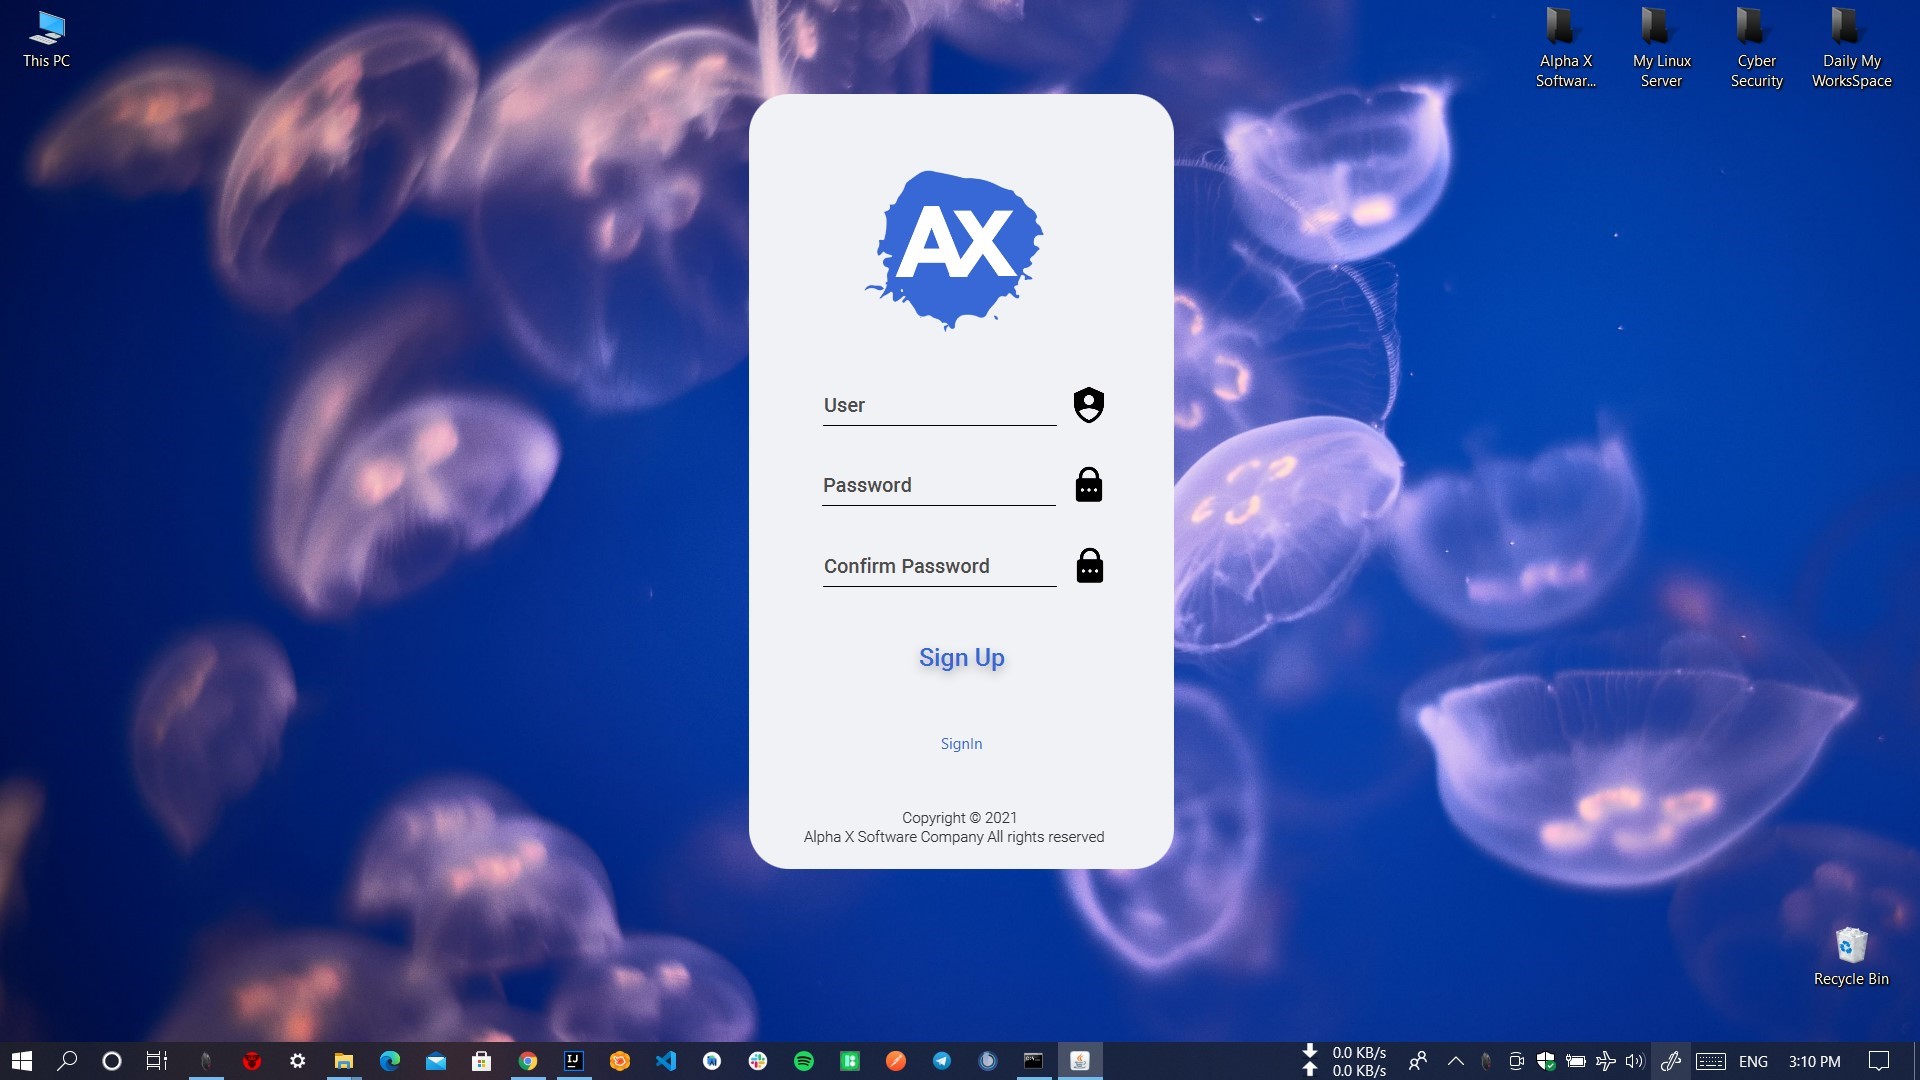 This PC
Alpha X
Softwar...
My Linux
Server
Cyber
Security
Daily My
WorksSpace
AX
User
Password
Confirm Password
Sign Up
SignIn
Copyright © 2021
Alpha X Software Company All rights reserved
Recycle Bin
IJ
0.0 KB/s
0.0 KB/s
ENG
3:10 PM